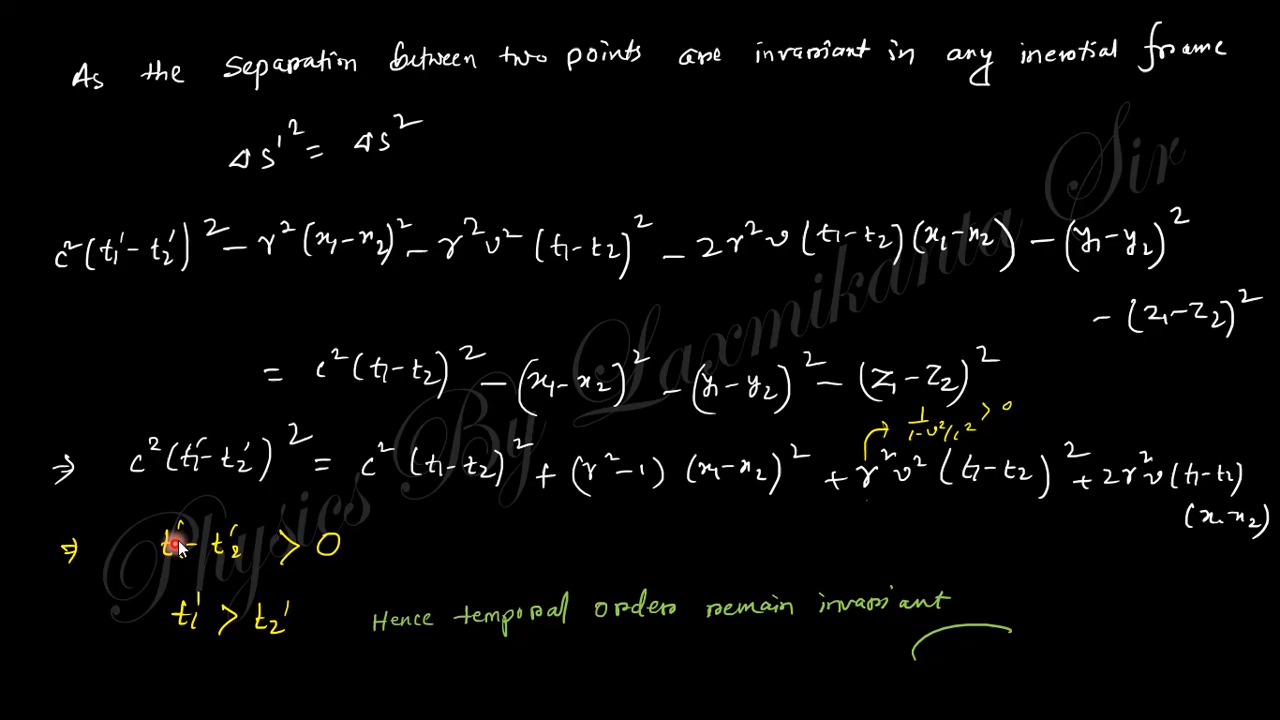 As the separation between two points are invariant in any inertial frame
Δs'² = Δs²
c²(t₁' - t₂')² - γ²(x₁ - x₂)² - γ²v²(t₁ - t₂)² - 2γ²v(t₁ - t₂)(x₁ - x₂) - (y₁ - y₂)²
- (z₁ - z₂)²
= c²(t₁ - t₂)² - (x₁ - x₂)² - (y₁ - y₂)² - (z₁ - z₂)²
1/1-v²/c² > 0
⇒ c²(t₁' - t₂')² = c²(t₁ - t₂)² + (γ² - 1)(x₁ - x₂)² + γ²v²(t₁ - t₂)² + 2γ²v(t₁ - t₂)
(x₁ - x₂)
⇒ t₁' - t₂' > 0
t₁' > t₂' Hence temporal orders remain invariant
Physics By Laxmikanta Sir